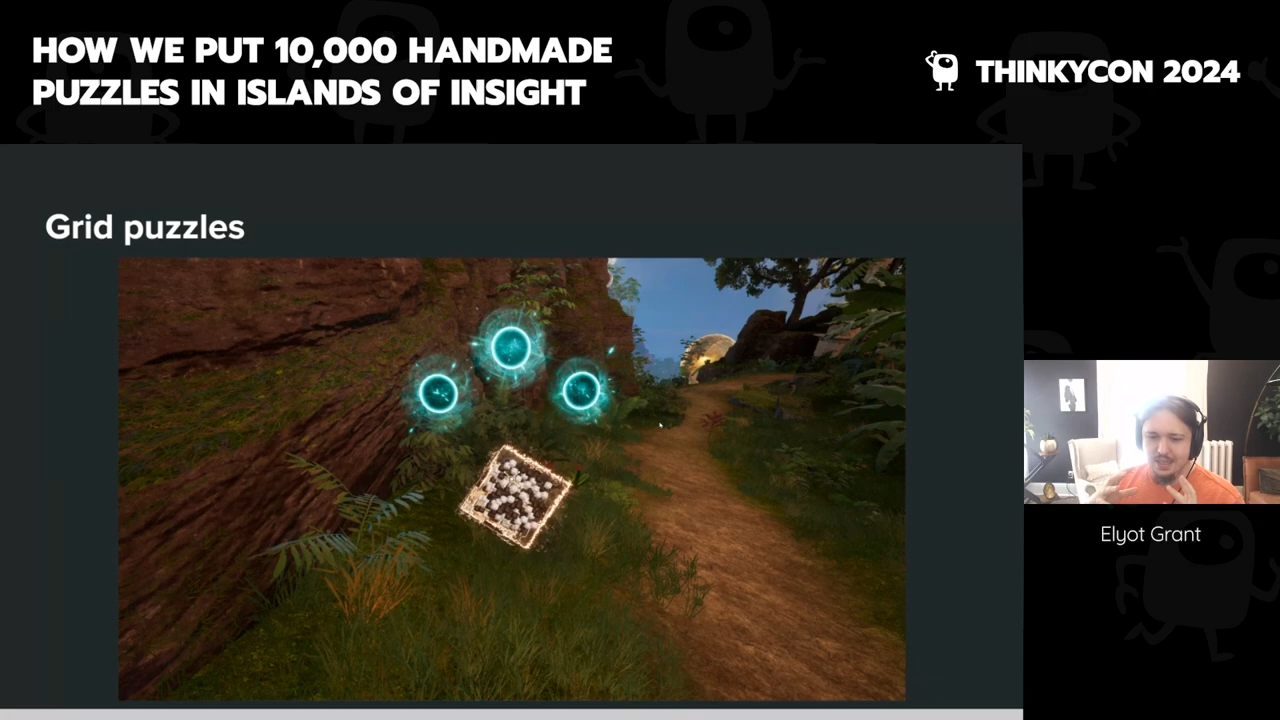 HOW WE PUT 10,000 HANDMADE
PUZZLES IN ISLANDS OF INSIGHT
THINKYCON 2024
Grid puzzles
Elyot Grant